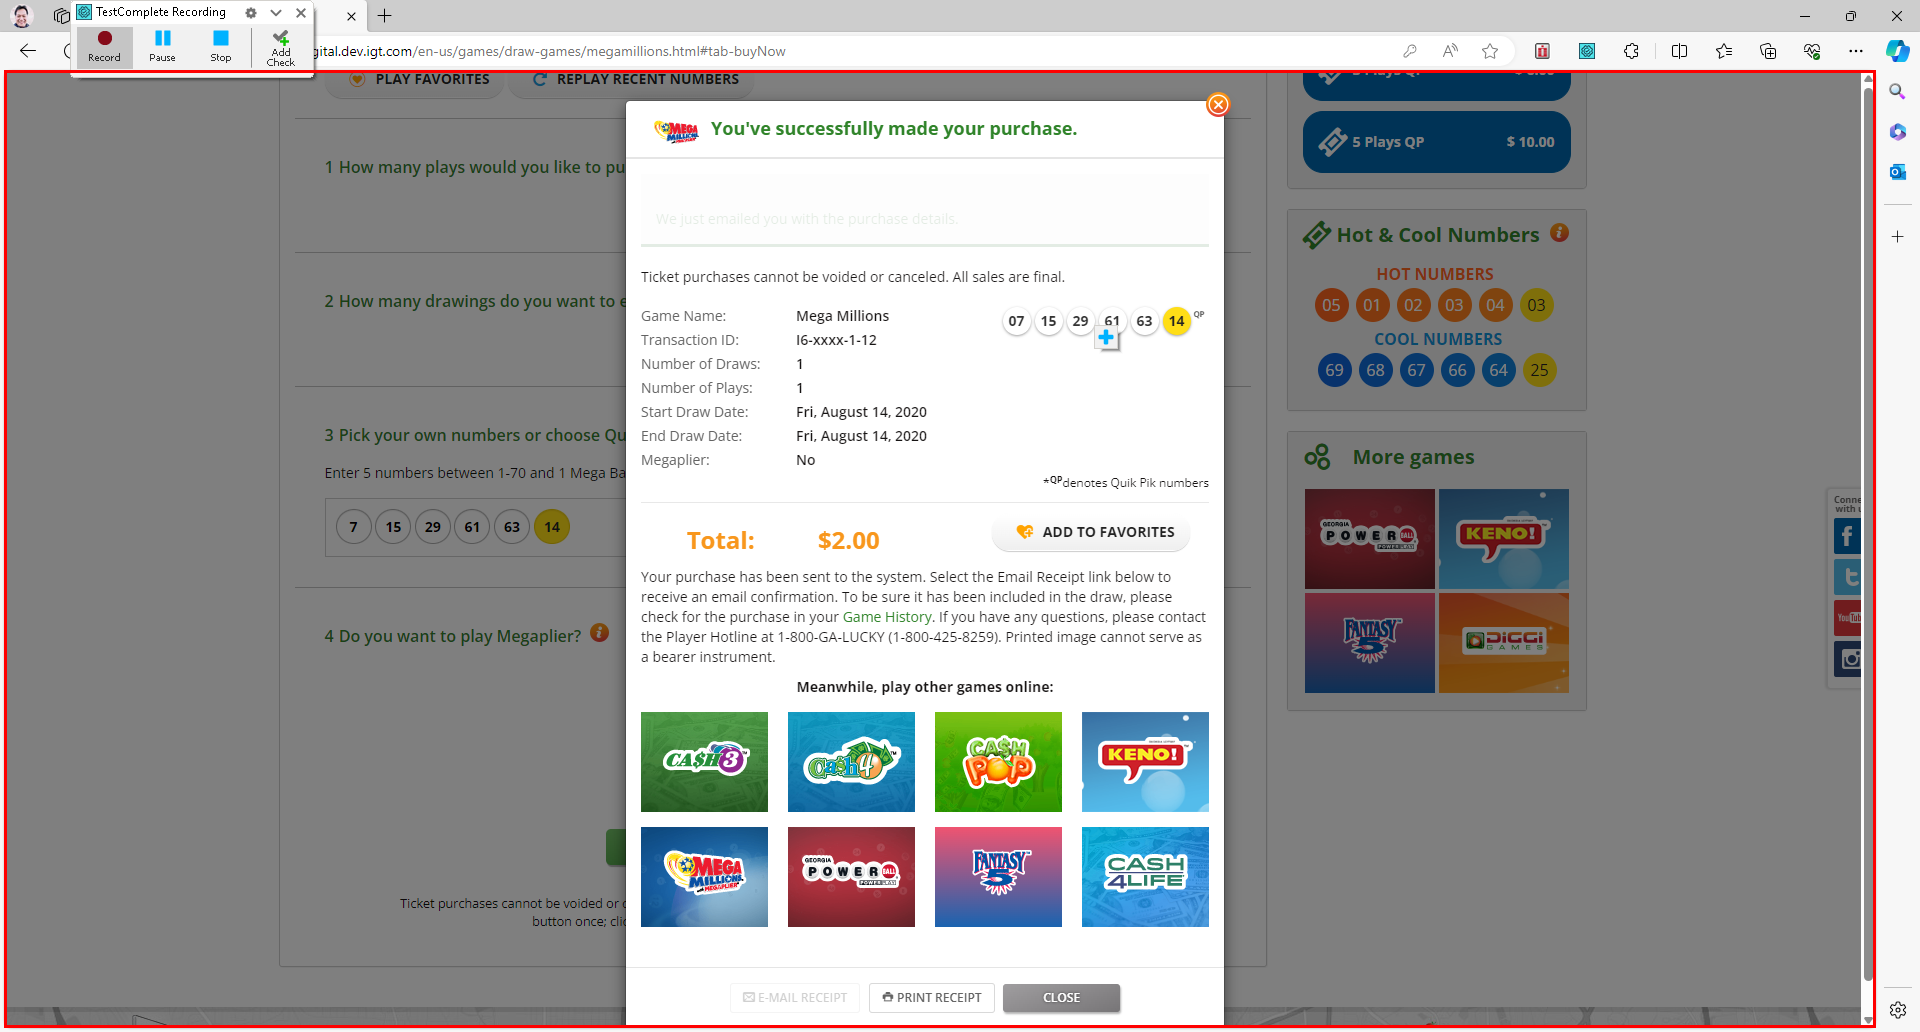 TestComplete Recording
Record
Pause
Stop
Add
Check
gital.dev.igt.com/en-us/games/draw-games/megamillions.html#tab-buyNow
PLAY FAVORITES
REPLAY RECENT NUMBERS
1 How many plays would you like to pu
2 How many drawings do you want to e
3 Pick your own numbers or choose Qu
Enter 5 numbers between 1-70 and 1 Mega Ba
7 15 29 61 63 14
4 Do you want to play Megaplier?
Ticket purchases cannot be voided or c
button once; clic
MEGA
MILLIONS
You've successfully made your purchase.
We just emailed you with the purchase details.
Ticket purchases cannot be voided or canceled. All sales are final.
Game Name: Mega Millions
07 15 29 61 63 14 QP
Transaction ID: I6-xxxx-1-12
Number of Draws: 1
Number of Plays: 1
Start Draw Date: Fri, August 14, 2020
End Draw Date: Fri, August 14, 2020
Megaplier: No
*QPdenotes Quik Pik numbers
Total: $2.00
ADD TO FAVORITES
Your purchase has been sent to the system. Select the Email Receipt link below to
receive an email confirmation. To be sure it has been included in the draw, please
check for the purchase in your Game History. If you have any questions, please contact
the Player Hotline at 1-800-GA-LUCKY (1-800-425-8259). Printed image cannot serve as
a bearer instrument.
Meanwhile, play other games online:
CA$H 3
Cash 4
CA$H POP
KENO!
MEGA MILLIONS MEGAPLIER
GEORGIA POWERBALL
FANTASY 5
CASH 4LIFE
E-MAIL RECEIPT
PRINT RECEIPT
CLOSE
5 Plays QP $ 10.00
Hot & Cool Numbers
HOT NUMBERS
05 01 02 03 04 03
COOL NUMBERS
69 68 67 66 64 25
More games
GEORGIA POWERBALL
KENO!
FANTASY 5
DiGGi GAMES
Conne
with u
You